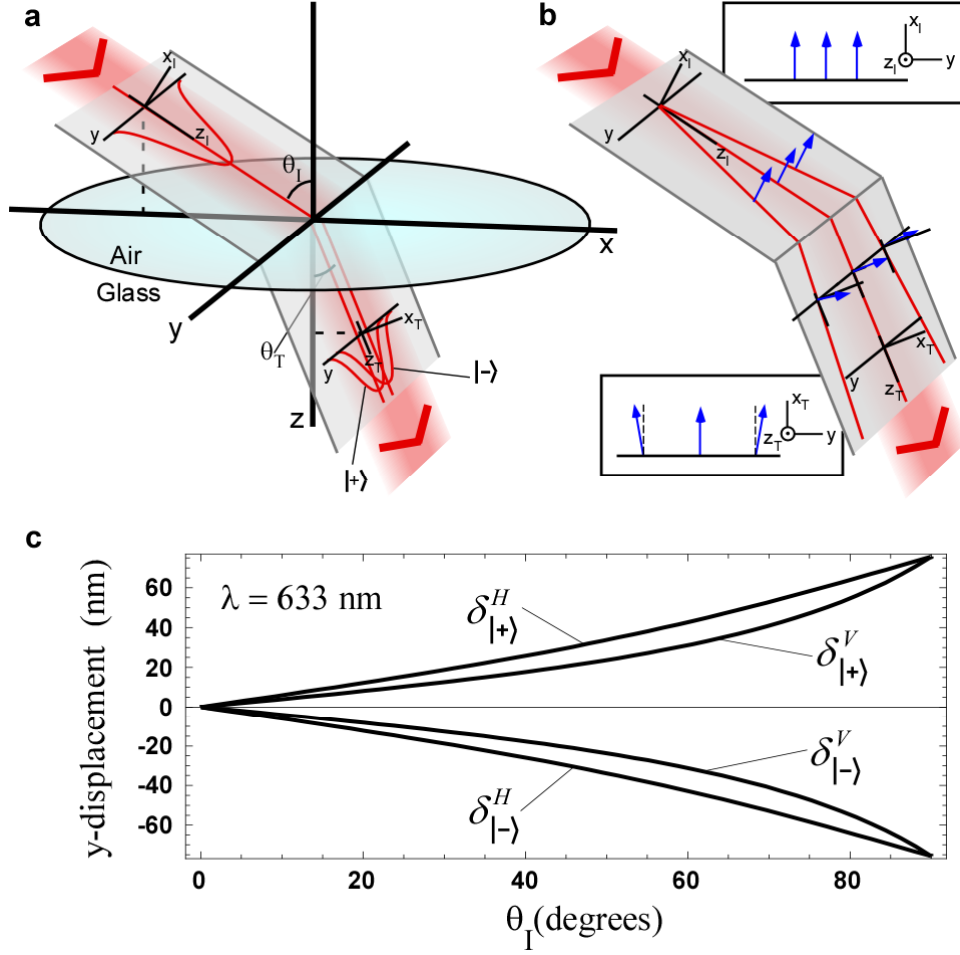 a
x_I
y
z_I
θ_I
x
Air
Glass
y
θ_T
x_T
z_T
y
|−⟩
z
|+⟩
b
x_I
z_I
y
x_I
y
z_I
x_T
y
z_T
x_T
z_T
y
c
y-displacement (nm)
60
40
20
0
-20
-40
-60
λ = 633 nm
δ^H_|+⟩
δ^V_|+⟩
δ^V_|−⟩
δ^H_|−⟩
0 20 40 60 80
θ_I (degrees)